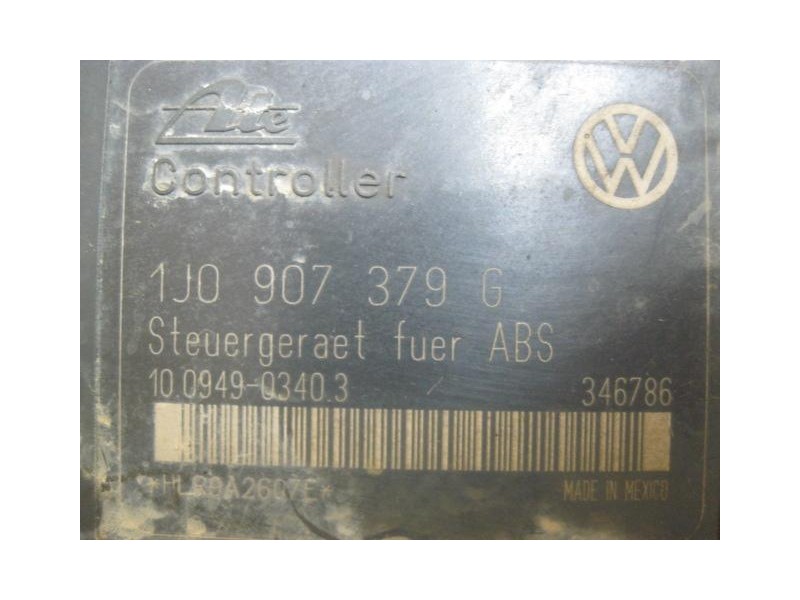 Ate
Controller
1J0 907 379 G
Steuergeraet fuer ABS
10.0949-0340.3
346786
MADE IN MEXICO